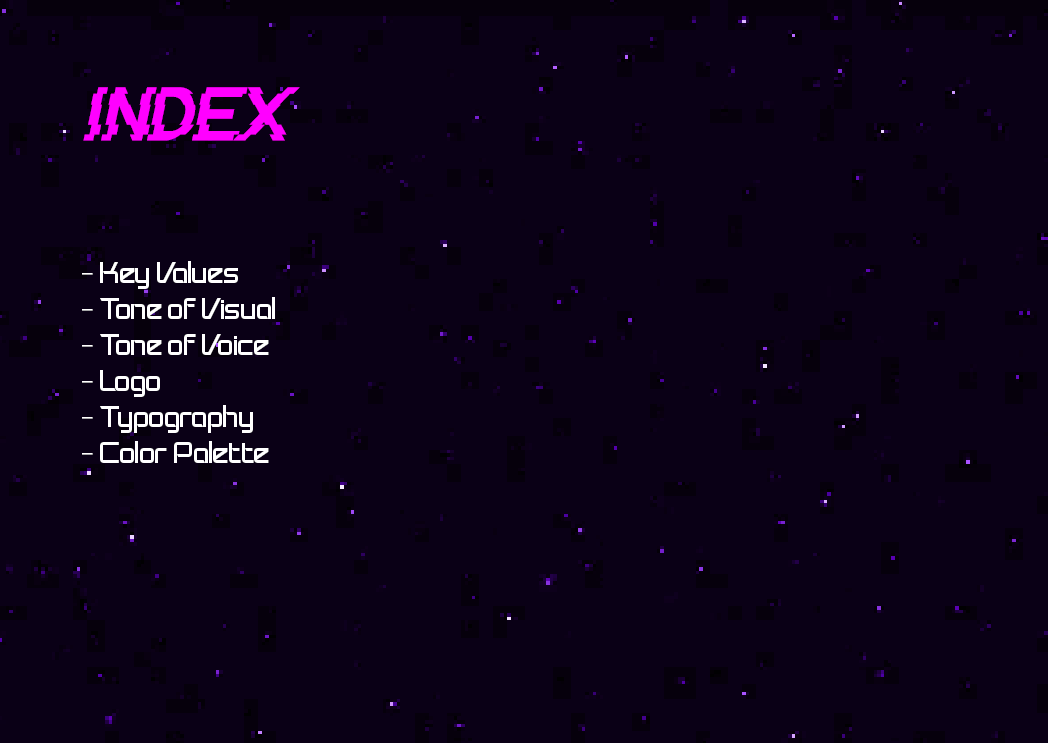 INDEX
- Key Values
- Tone of Visual
- Tone of Voice
- Logo
- Typography
- Color Palette